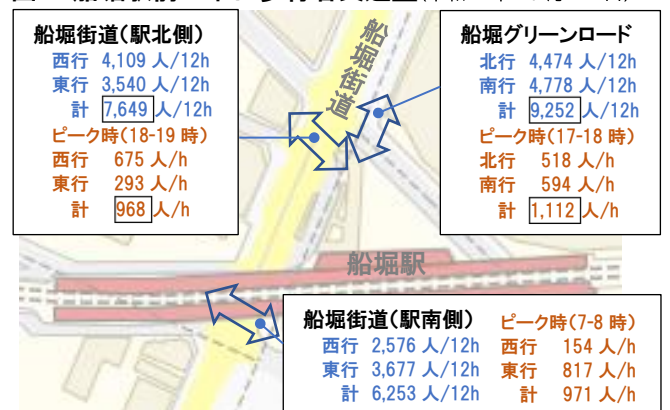 船堀街道(駅北側)
西行 4,109 人/12h
東行 3,540 人/12h
計 7,649 人/12h
ピーク時(18-19 時)
西行 675 人/h
東行 293 人/h
計 968 人/h
船堀街道
船堀グリーンロード
北行 4,474 人/12h
南行 4,778 人/12h
計 9,252 人/12h
ピーク時(17-18 時)
北行 518 人/h
南行 594 人/h
計 1,112 人/h
船堀駅
船堀街道(駅南側)
西行 2,576 人/12h
東行 3,677 人/12h
計 6,253 人/12h
ピーク時(7-8 時)
西行 154 人/h
東行 817 人/h
計 971 人/h